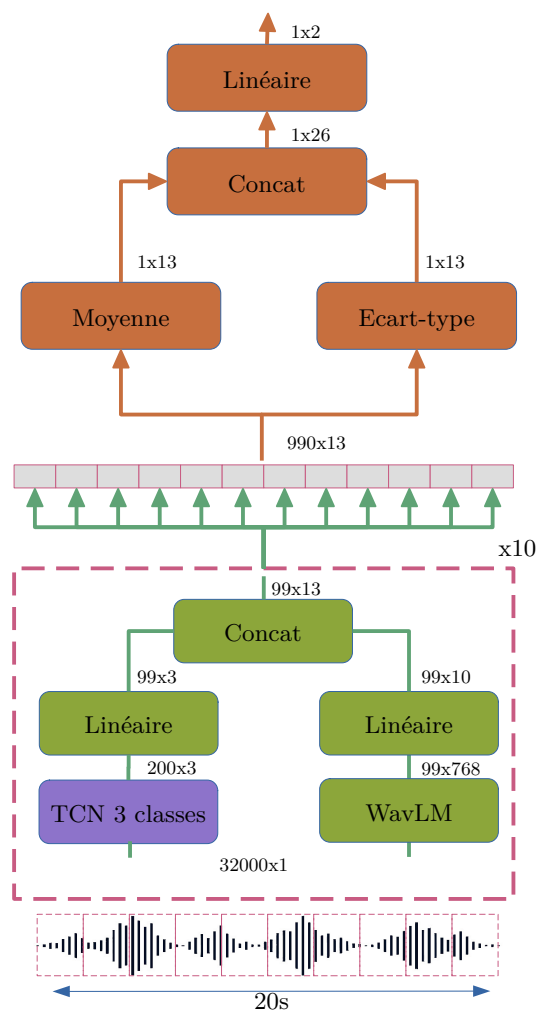 1x2
Linéaire
1x26
Concat
1x13
1x13
Moyenne
Ecart-type
990x13
x10
99x13
Concat
99x3
99x10
Linéaire
Linéaire
200x3
99x768
TCN 3 classes
WavLM
32000x1
20s